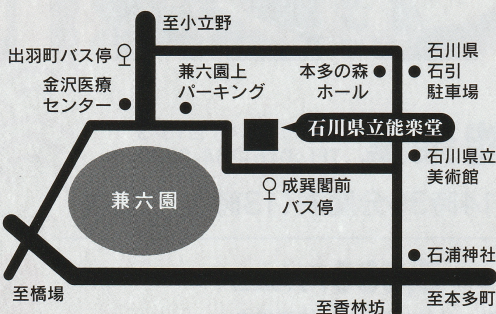 至小立野
出羽町バス停
金沢医療
センター
兼六園上
パーキング
本多の森
ホール
石川県
石引
駐車場
石川県立能楽堂
石川県立
美術館
成巽閣前
バス停
兼六園
石浦神社
至橋場
至香林坊
至本多町